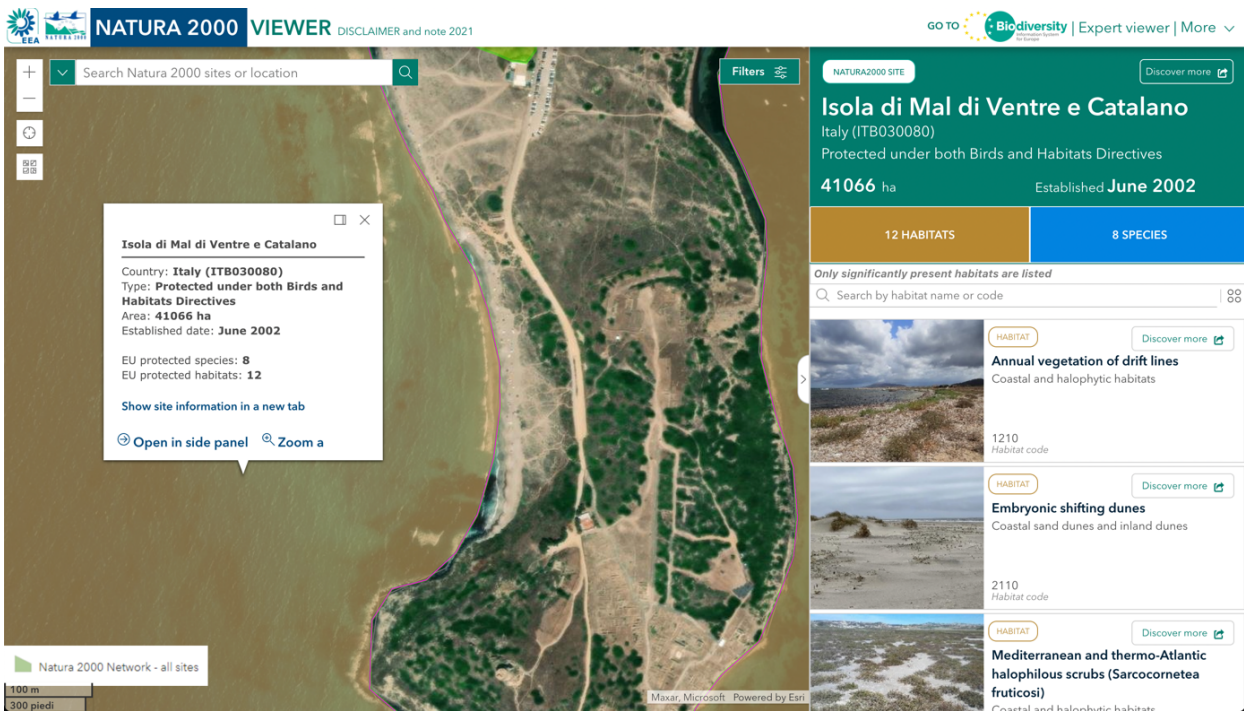 EEA
NATURA 2000
NATURA 2000 VIEWER DISCLAIMER and note 2021
GO TO Biodiversity | Expert viewer | More
Information System
for Europe
Search Natura 2000 sites or location
Filters
Isola di Mal di Ventre e Catalano
Country: Italy (ITB030080)
Type: Protected under both Birds and
Habitats Directives
Area: 41066 ha
Established date: June 2002
EU protected species: 8
EU protected habitats: 12
Show site information in a new tab
Open in side panel Zoom a
Natura 2000 Network - all sites
100 m
300 piedi
Maxar, Microsoft Powered by Esri
NATURA2000 SITE Discover more
Isola di Mal di Ventre e Catalano
Italy (ITB030080)
Protected under both Birds and Habitats Directives
41066 ha Established June 2002
12 HABITATS 8 SPECIES
Only significantly present habitats are listed
Search by habitat name or code
HABITAT Discover more
Annual vegetation of drift lines
Coastal and halophytic habitats
1210
Habitat code
HABITAT Discover more
Embryonic shifting dunes
Coastal sand dunes and inland dunes
2110
Habitat code
HABITAT Discover more
Mediterranean and thermo-Atlantic
halophilous scrubs (Sarcocornetea
fruticosi)
Coastal and halophytic habitats